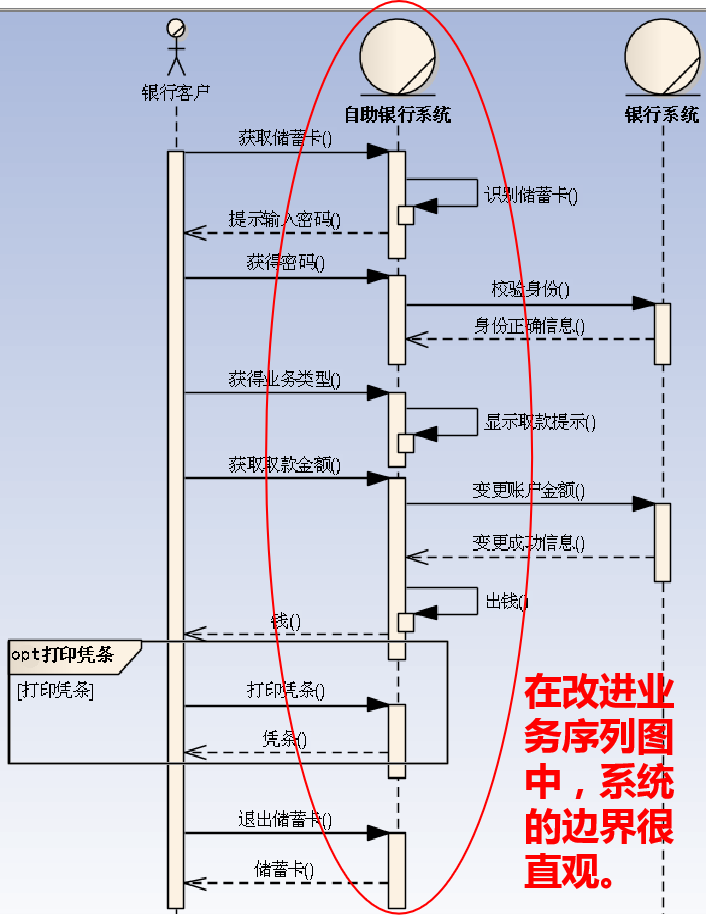 银行客户
自助银行系统
银行系统
获取储蓄卡()
识别储蓄卡()
提示输入密码()
获得密码()
校验身份()
身份正确信息()
获得业务类型()
显示取款提示()
获取取款金额()
变更账户金额()
变更成功信息()
出钱()
钱()
opt打印凭条
[打印凭条]
打印凭条()
凭条()
退出储蓄卡()
储蓄卡()
在改进业
务序列图
中，系统
的边界很
直观。